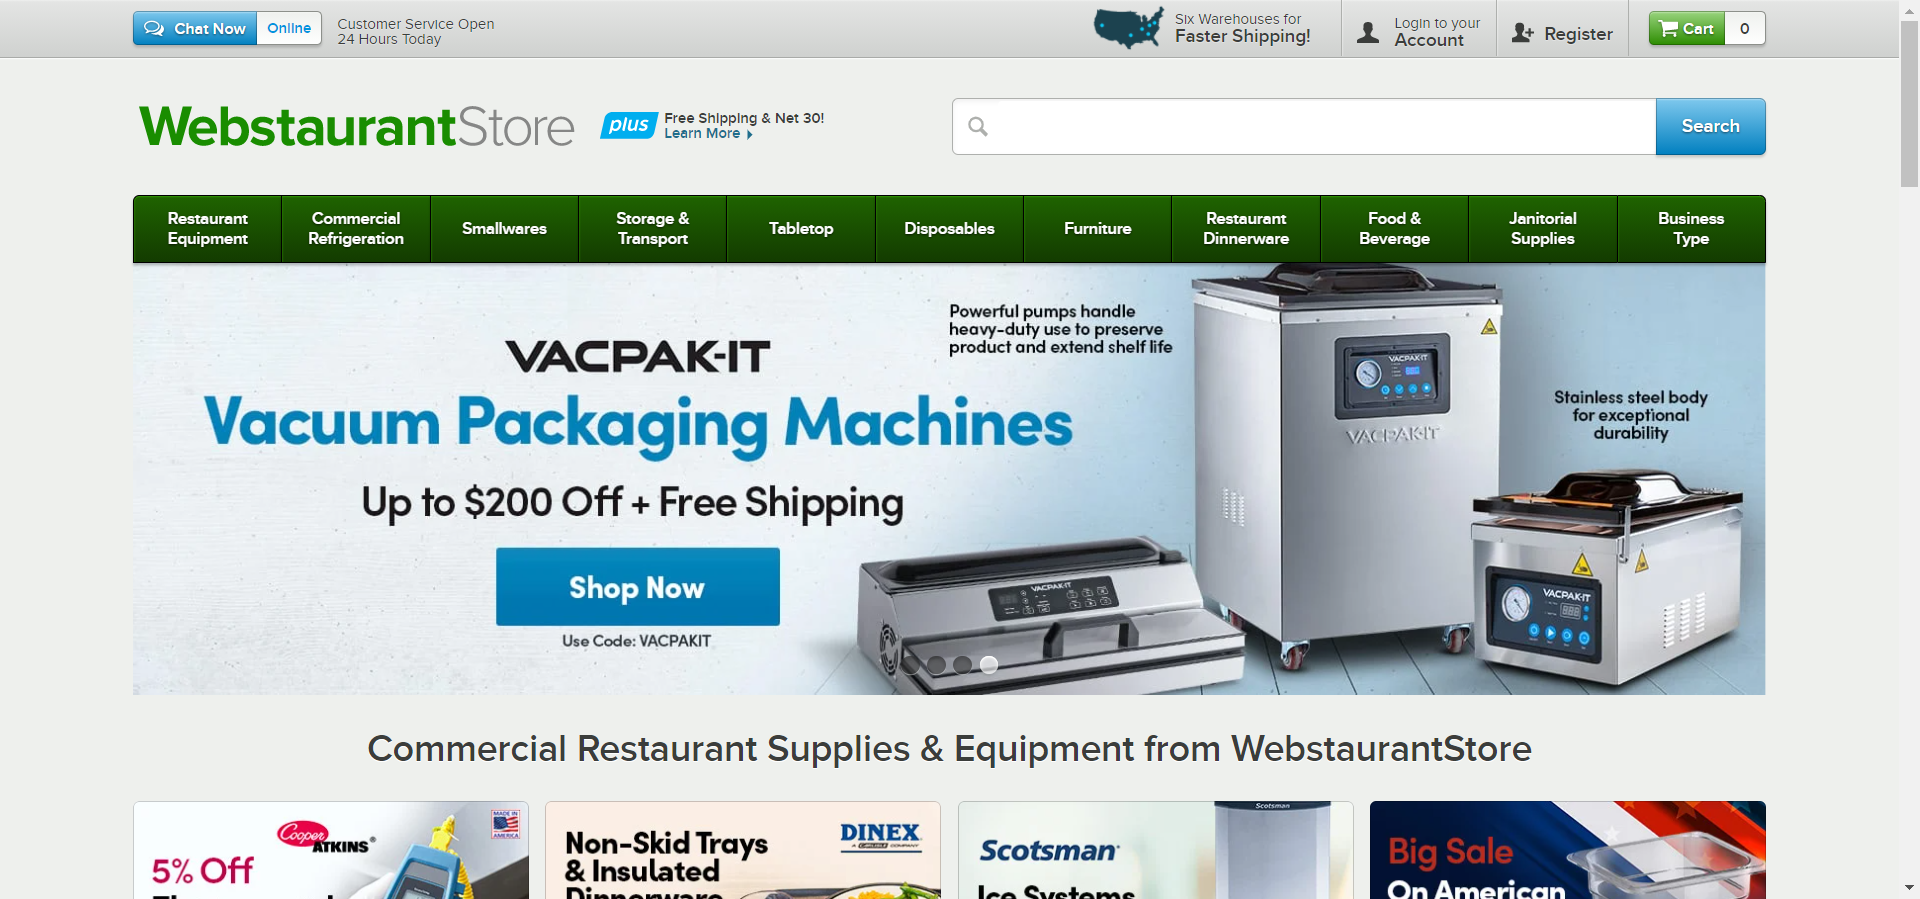 Chat Now
Online
Customer Service Open
24 Hours Today
Six Warehouses for
Faster Shipping!
Login to your
Account
Register
Cart
0
WebstaurantStore
plus
Free Shipping & Net 30!
Learn More
Search
Restaurant
Equipment
Commercial
Refrigeration
Smallwares
Storage &
Transport
Tabletop
Disposables
Furniture
Restaurant
Dinnerware
Food &
Beverage
Janitorial
Supplies
Business
Type
VACPAK-IT
Vacuum Packaging Machines
Up to $200 Off + Free Shipping
Shop Now
Use Code: VACPAKIT
Powerful pumps handle
heavy-duty use to preserve
product and extend shelf life
VACPAK-IT
VACPAK-IT
Stainless steel body
for exceptional
durability
VACPAK-IT
VACPAK-IT
Commercial Restaurant Supplies & Equipment from WebstaurantStore
Cooper
ATKINS®
MADE IN
AMERICA
5% Off
Non-Skid Trays
& Insulated
Dinnerware
DINEX
A CARLISLE COMPANY
Scotsman
Scotsman
Ice Systems
Big Sale
On American